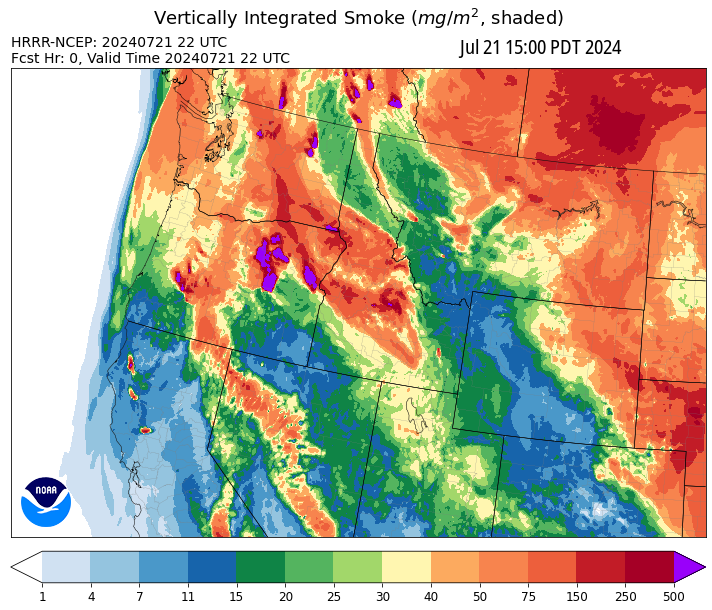 Vertically Integrated Smoke (mg/m², shaded)
HRRR-NCEP: 20240721 22 UTC
Jul 21 15:00 PDT 2024
Fcst Hr: 0, Valid Time 20240721 22 UTC
NOAA
1 4 7 11 15 20 25 30 40 50 75 150 250 500